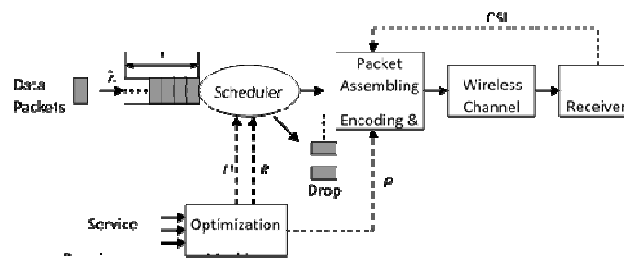 CSI
Data
Packets
λ
Scheduler
Packet
Assembling
Encoding &
Wireless
Channel
Receiver
Drop
R
ρ
Service
Optimization